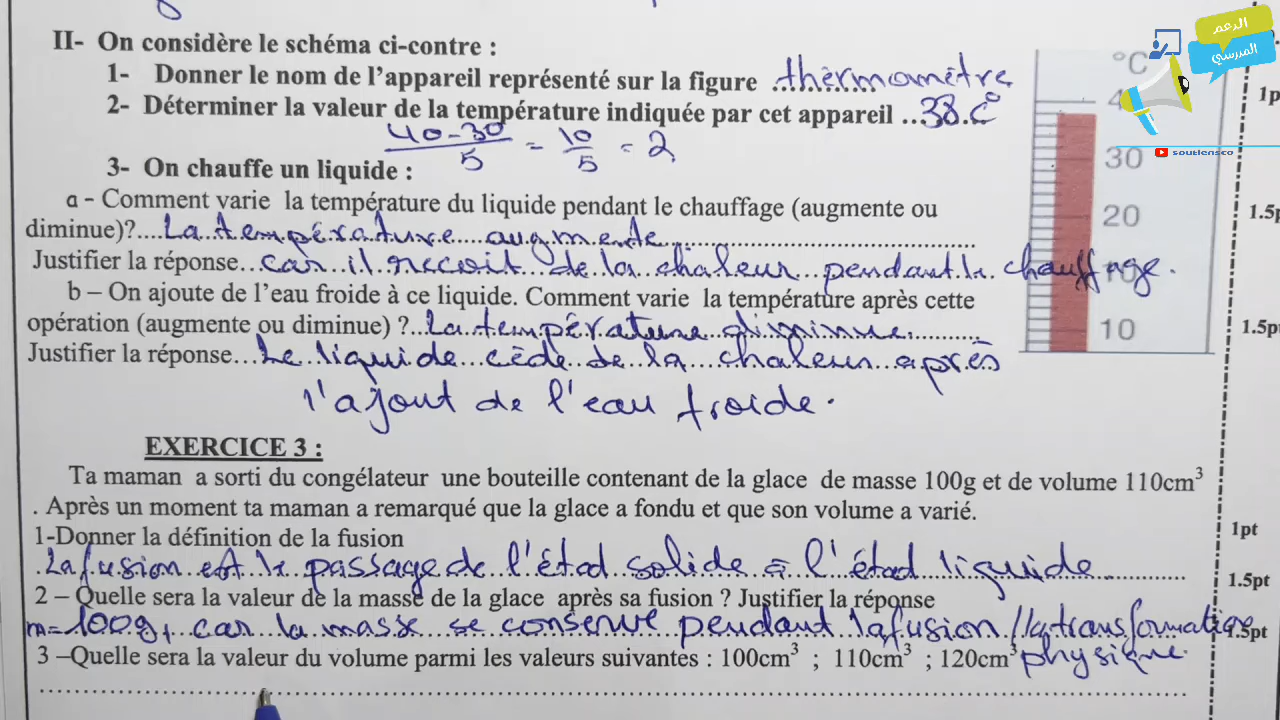 II- On considère le schéma ci-contre :
1- Donner le nom de l'appareil représenté sur la figure ..thèrmomètre
2- Déterminer la valeur de la température indiquée par cet appareil ..38.C°
40-30/5 = 10/5 = 2
3- On chauffe un liquide :
a - Comment varie la température du liquide pendant le chauffage (augmente ou
diminue)?....La température augmente
Justifier la réponse...car il recoit de la chaleur pendant le chauffage.
b – On ajoute de l'eau froide à ce liquide. Comment varie la température après cette
opération (augmente ou diminue) ?..La température diminue
Justifier la réponse...Le liquide cède de la chaleur après
l'ajout de l'eau froide.
EXERCICE 3 :
Ta maman a sorti du congélateur une bouteille contenant de la glace de masse 100g et de volume 110cm³
. Après un moment ta maman a remarqué que la glace a fondu et que son volume a varié.
1-Donner la définition de la fusion
La fusion est le passage de l'état solide à l'état liquide
2 – Quelle sera la valeur de la masse de la glace après sa fusion ? Justifier la réponse
m=100g, car la masse se conserve pendant la fusion/la transformation
3 –Quelle sera la valeur du volume parmi les valeurs suivantes : 100cm³ ; 110cm³ ; 120cm³ physique.
°C
4
30
20
10
10
1p
1.5p
1.5p
1pt
1.5pt
1.5pt
الدعم
المدرسي
soutiensco